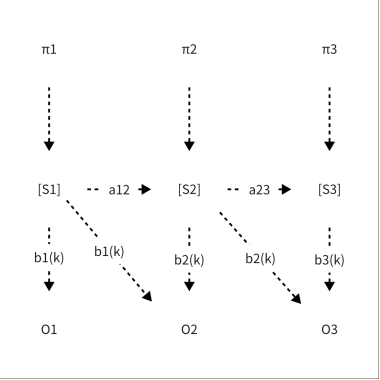 π1 π2 π3
[S1] a12 [S2] a23 [S3]
b1(k) b1(k) b2(k) b2(k) b3(k)
O1 O2 O3